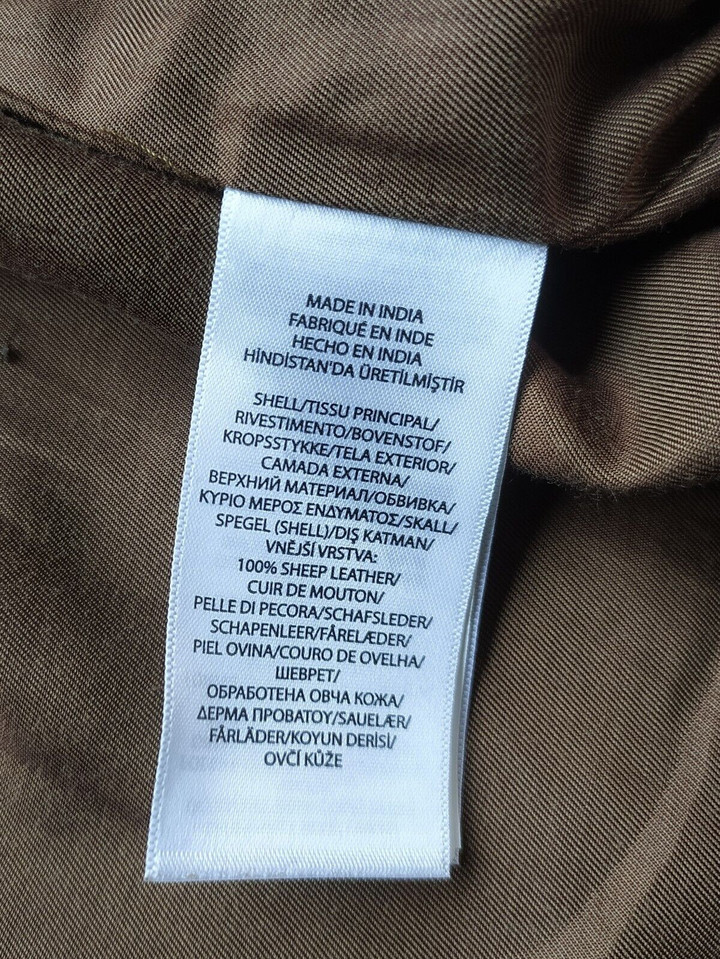 MADE IN INDIA
FABRIQUÉ EN INDE
HECHO EN INDIA
HİNDİSTAN'DA ÜRETİLMİŞTİR
SHELL/TISSU PRINCIPAL/
RIVESTIMENTO/BOVENSTOF/
KROPSSTYKKE/TELA EXTERIOR/
CAMADA EXTERNA/
ВЕРХНИЙ МАТЕРИАЛ/ОБВИВКА/
ΚΥΡΙΟ ΜΕΡΟΣ ΕΝΔΥΜΑΤΟΣ/SKALL/
SPEGEL (SHELL)/DIŞ KATMAN/
VNĚJŠÍ VRSTVA:
100% SHEEP LEATHER/
CUIR DE MOUTON/
PELLE DI PECORA/SCHAFSLEDER/
SCHAPENLEER/FÅRELÆDER/
PIEL OVINA/COURO DE OVELHA/
ШЕВРЕТ/
ОБРАБОТЕНА ОВЧА КОЖА/
ΔΕΡΜΑ ΠΡΟΒΑΤΟΥ/SAUELÆR/
FÅRLÄDER/KOYUN DERİSİ/
OVČÍ KŮŽE